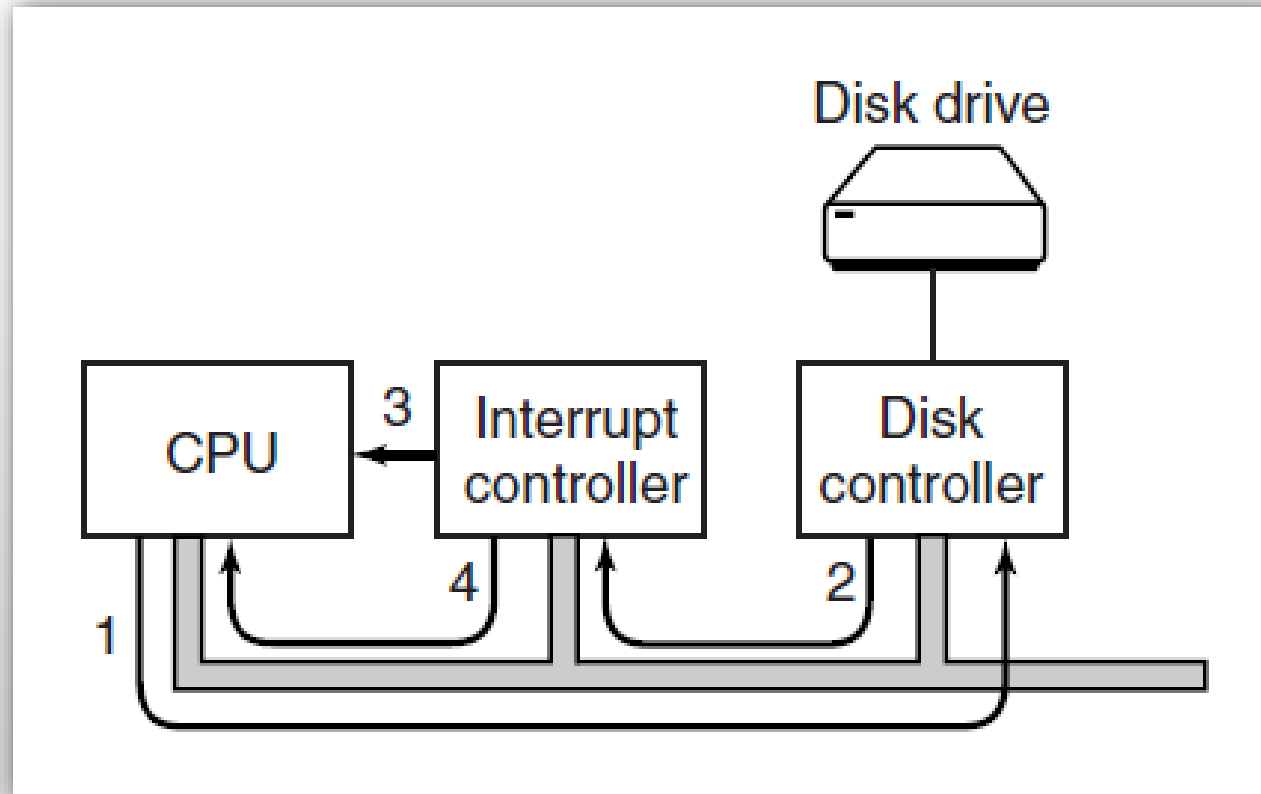 Disk drive
CPU
3
Interrupt
controller
Disk
controller
1
4
2